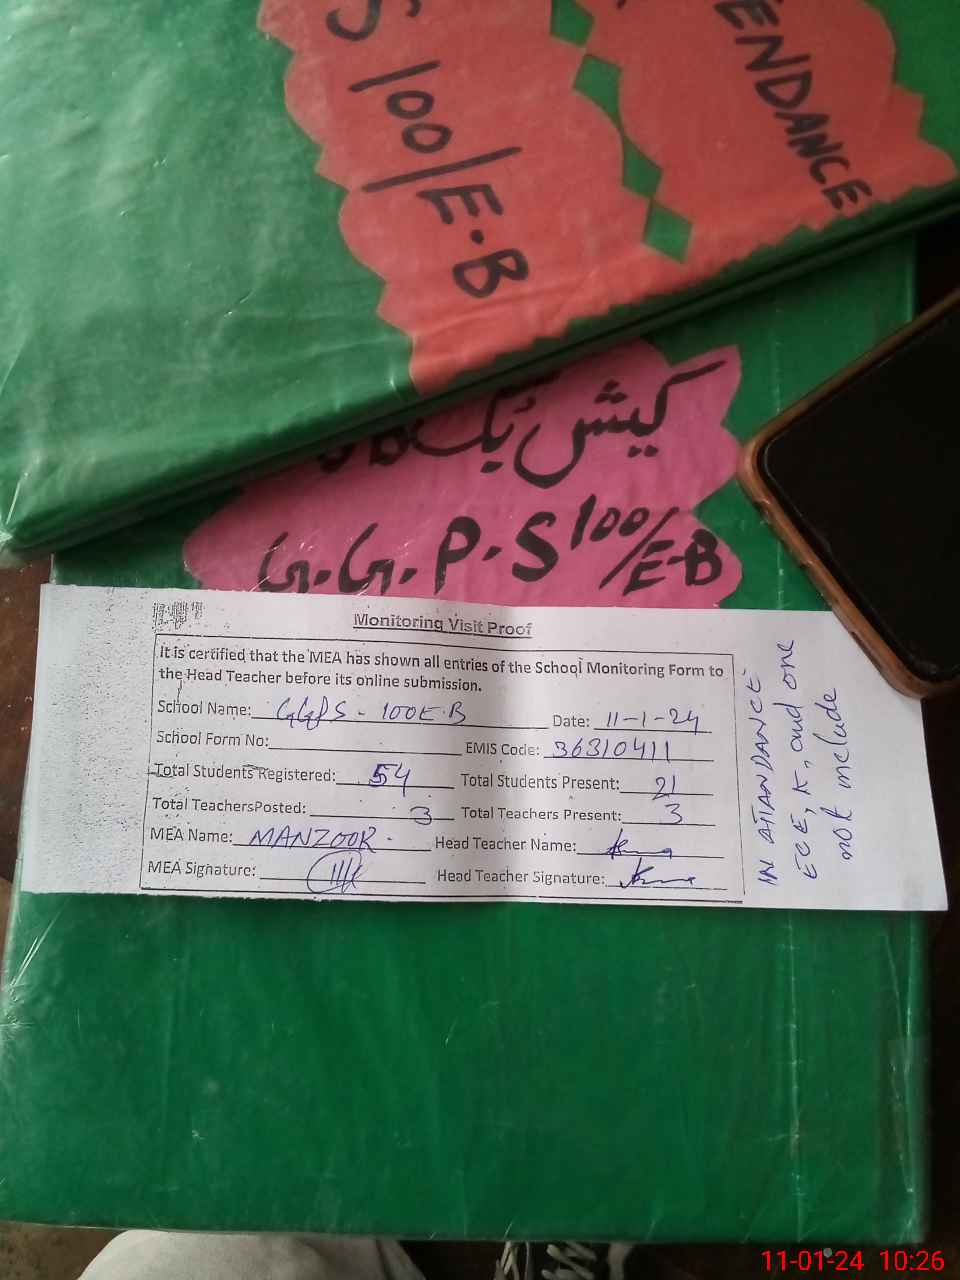 S 100/E.B
ENDANCE
کیش بک
G.G.P.S 100/E-B
Monitoring Visit Proof
It is certified that the MEA has shown all entries of the School Monitoring Form to
the Head Teacher before its online submission.
School Name: GGPS - 100E.B Date: 11-1-24
School Form No: EMIS Code: 36310411
Total Students Registered: 54 Total Students Present: 21
Total TeachersPosted: 3 Total Teachers Present: 3
MEA Name: MANZOOR - Head Teacher Name:
MEA Signature: Head Teacher Signature:
IN ATTANDANCE
ECE, K, and one
not include
11-01-24 10:26